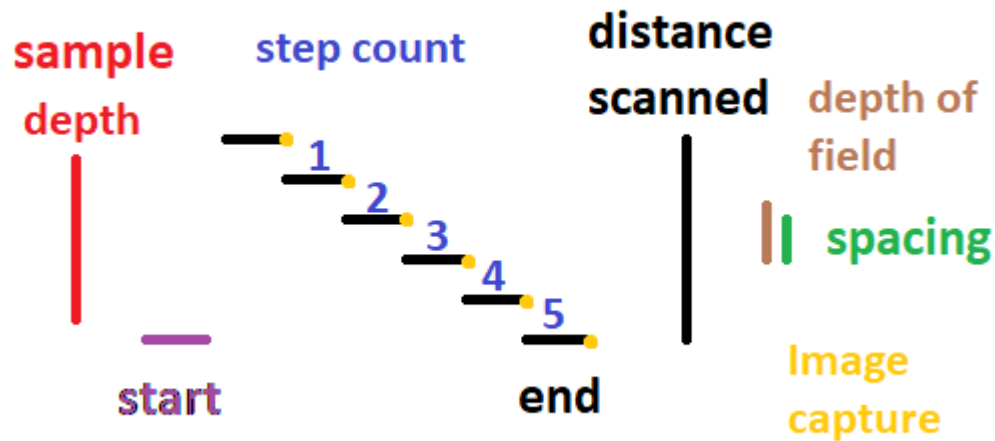 sample
depth
step count
distance
scanned
depth of
field
1
2
3
4
5
spacing
start
end
Image
capture